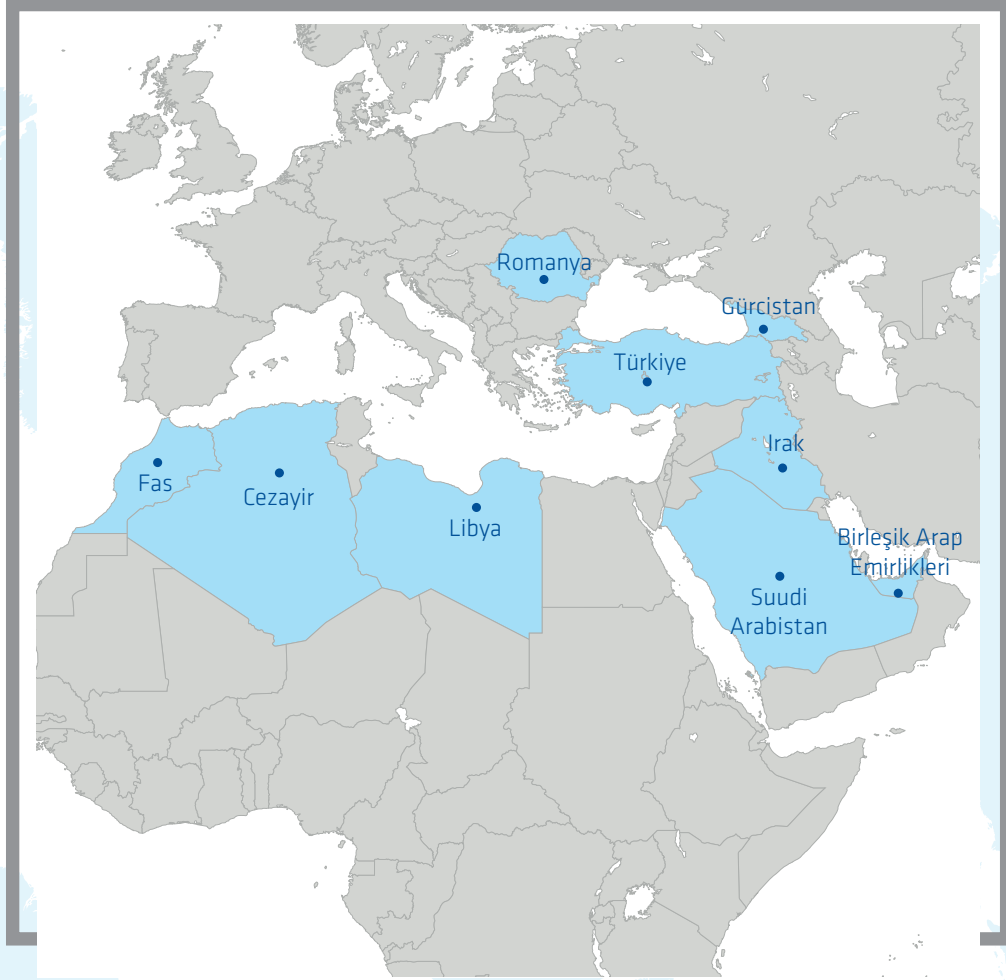 Romanya
Gürcistan
Türkiye
Irak
Fas
Cezayir
Libya
Birleşik Arap
Emirlikleri
Suudi
Arabistan